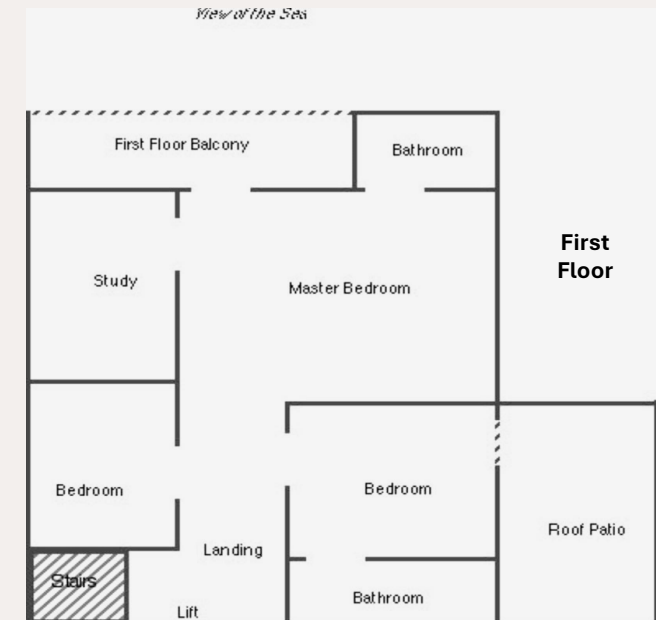 View of the Sea
First Floor Balcony
Bathroom
First
Floor
Study
Master Bedroom
Bedroom
Bedroom
Roof Patio
Landing
Stairs
Bathroom
Lift